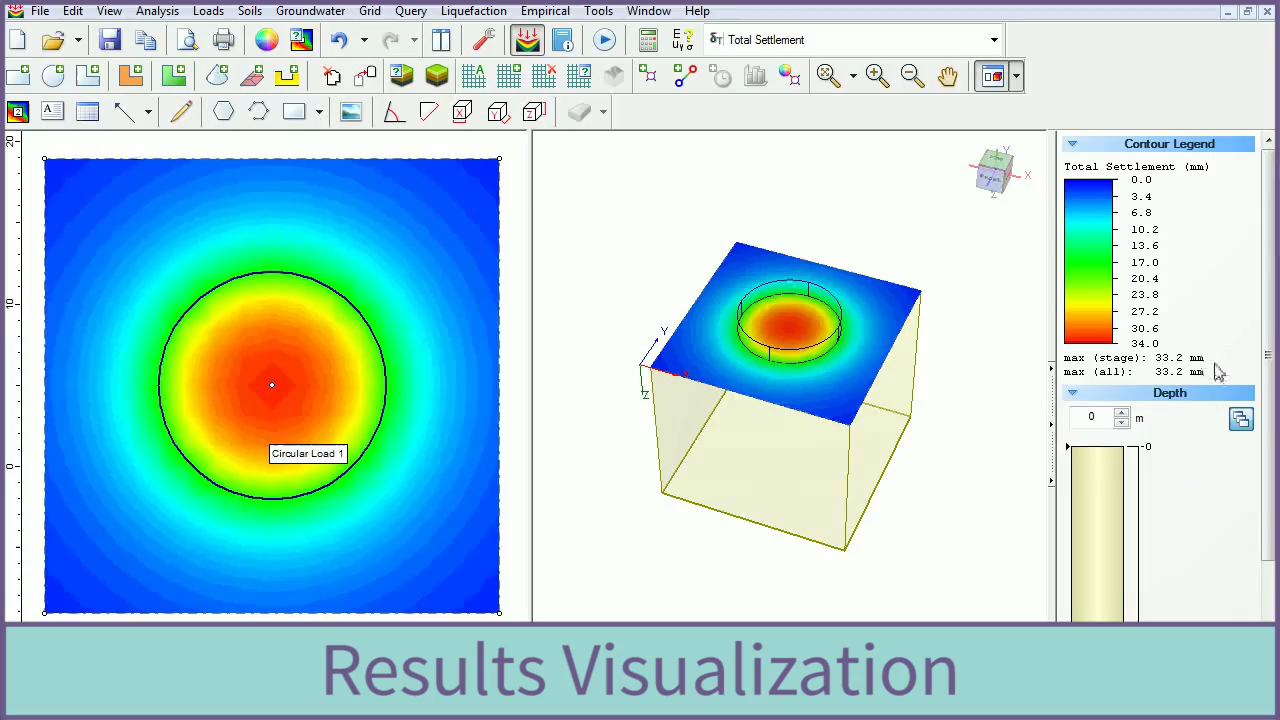 File Edit View Analysis Loads Soils Groundwater Grid Query Liquefaction Empirical Tools Window Help
δT Total Settlement
A
X Y Z
20
10
0
Circular Load 1
Y
X
Z
Y
X
Z
Contour Legend
Total Settlement (mm)
0.0
3.4
6.8
10.2
13.6
17.0
20.4
23.8
27.2
30.6
34.0
max (stage): 33.2 mm
max (all): 33.2 mm
Depth
0 m
-0
Results Visualization